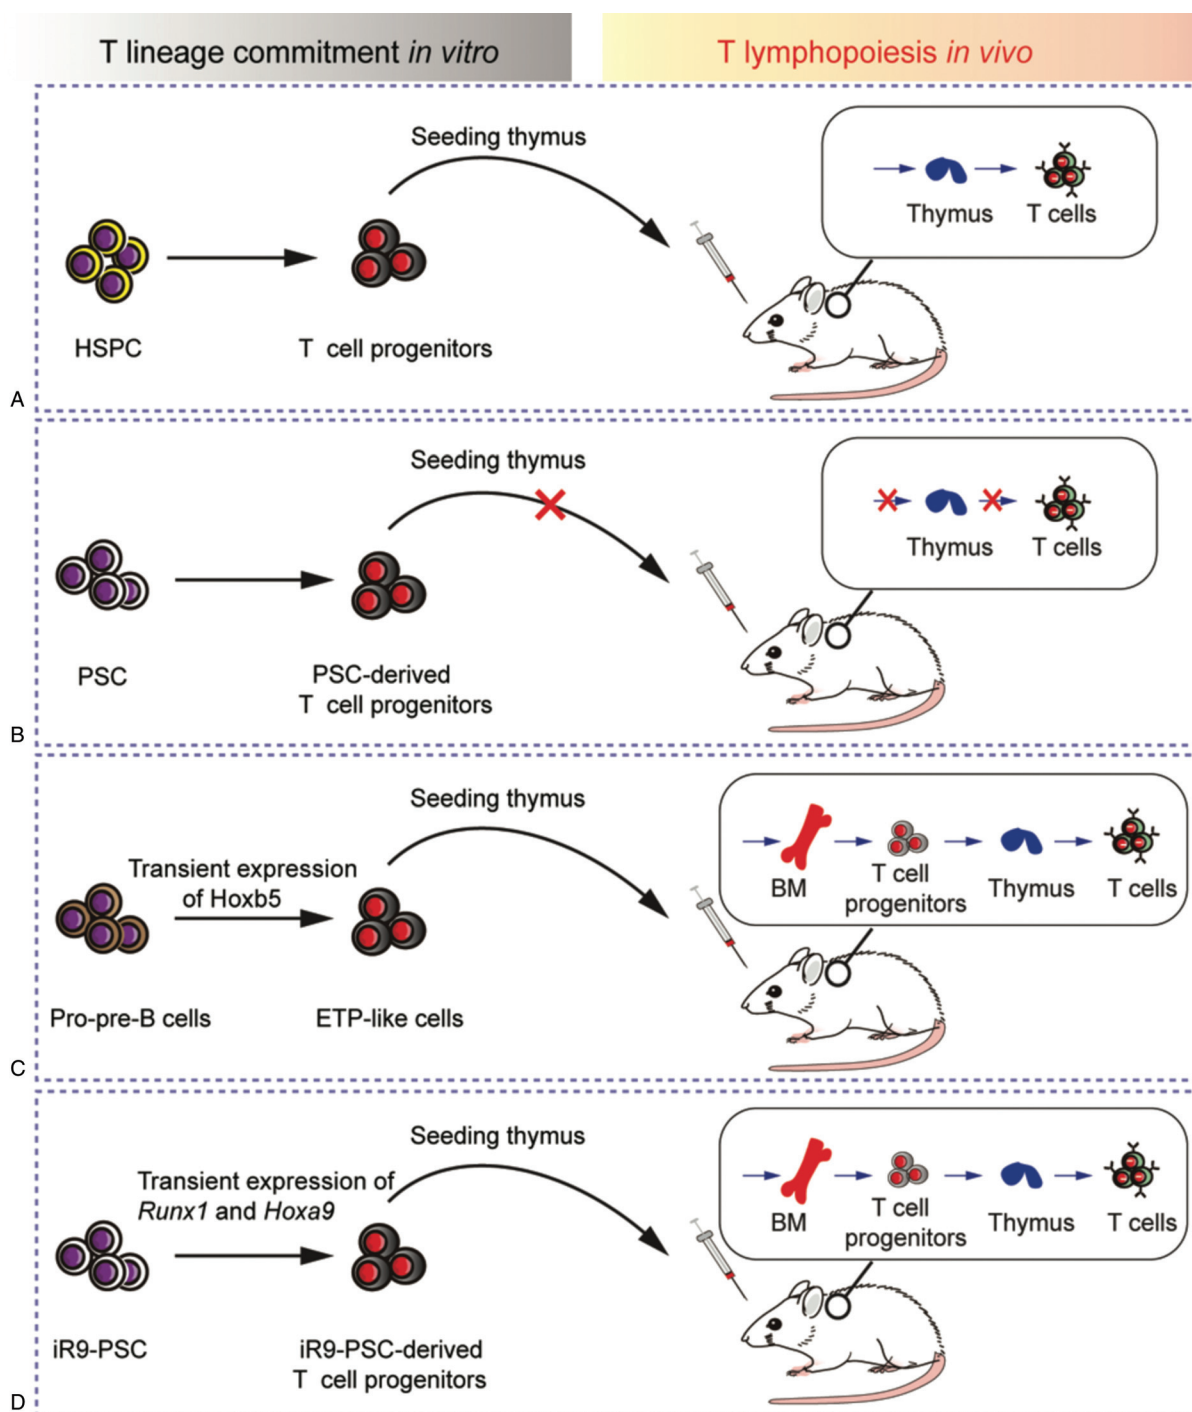 T lineage commitment in vitro
T lymphopoiesis in vivo
Seeding thymus
Thymus
T cells
HSPC
T cell progenitors
A
Seeding thymus
Thymus
T cells
PSC
PSC-derived
T cell progenitors
B
Seeding thymus
Transient expression
of Hoxb5
BM
T cell
progenitors
Thymus
T cells
Pro-pre-B cells
ETP-like cells
C
Seeding thymus
Transient expression of
Runx1 and Hoxa9
BM
T cell
progenitors
Thymus
T cells
iR9-PSC
iR9-PSC-derived
T cell progenitors
D